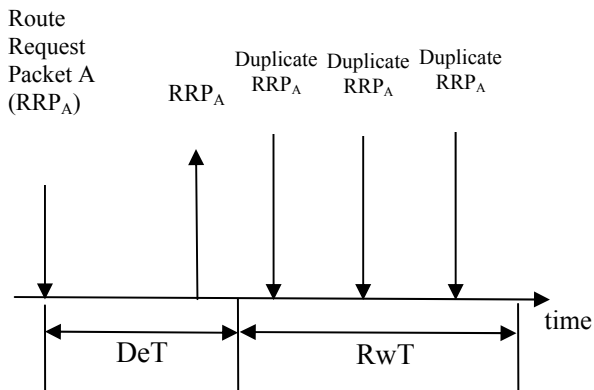 Route
Request
Packet A
(RRPA)
RRPA
Duplicate
RRPA
Duplicate
RRPA
Duplicate
RRPA
time
DeT
RwT